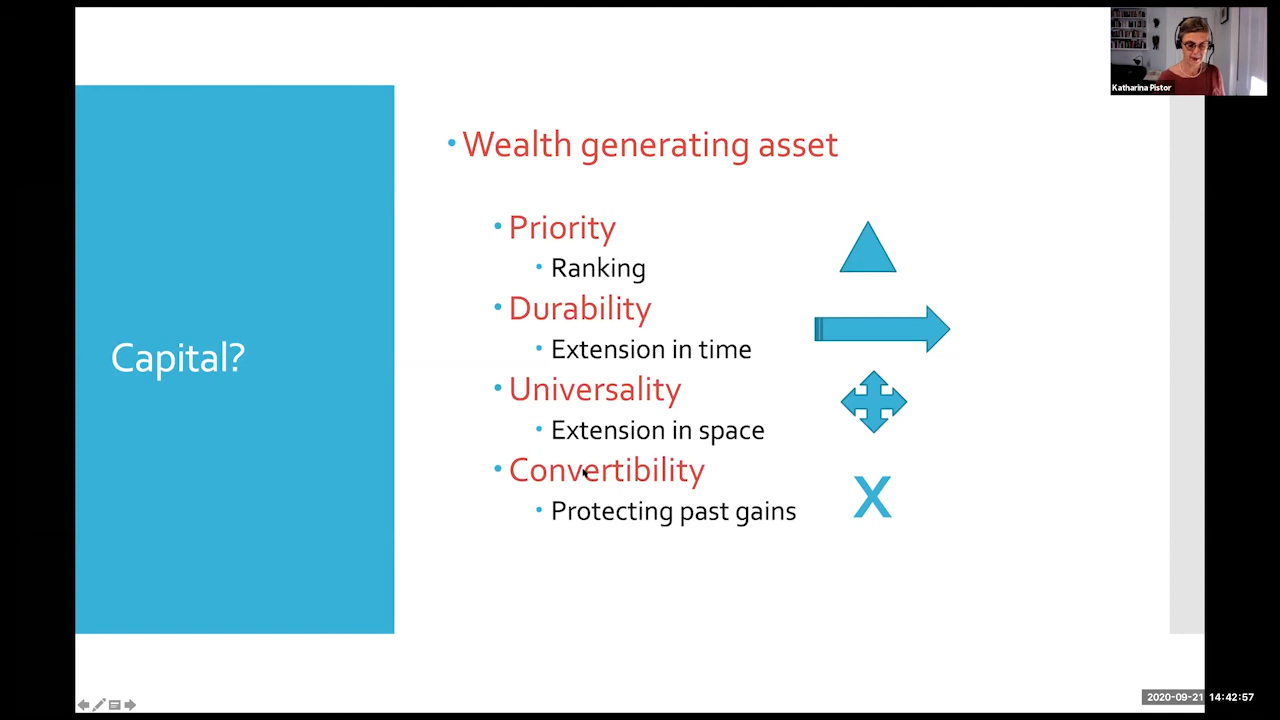 Katharina Pistor
Capital?
• Wealth generating asset
• Priority
• Ranking
• Durability
• Extension in time
• Universality
• Extension in space
• Convertibility
• Protecting past gains
X
2020-09-21 14:42:57